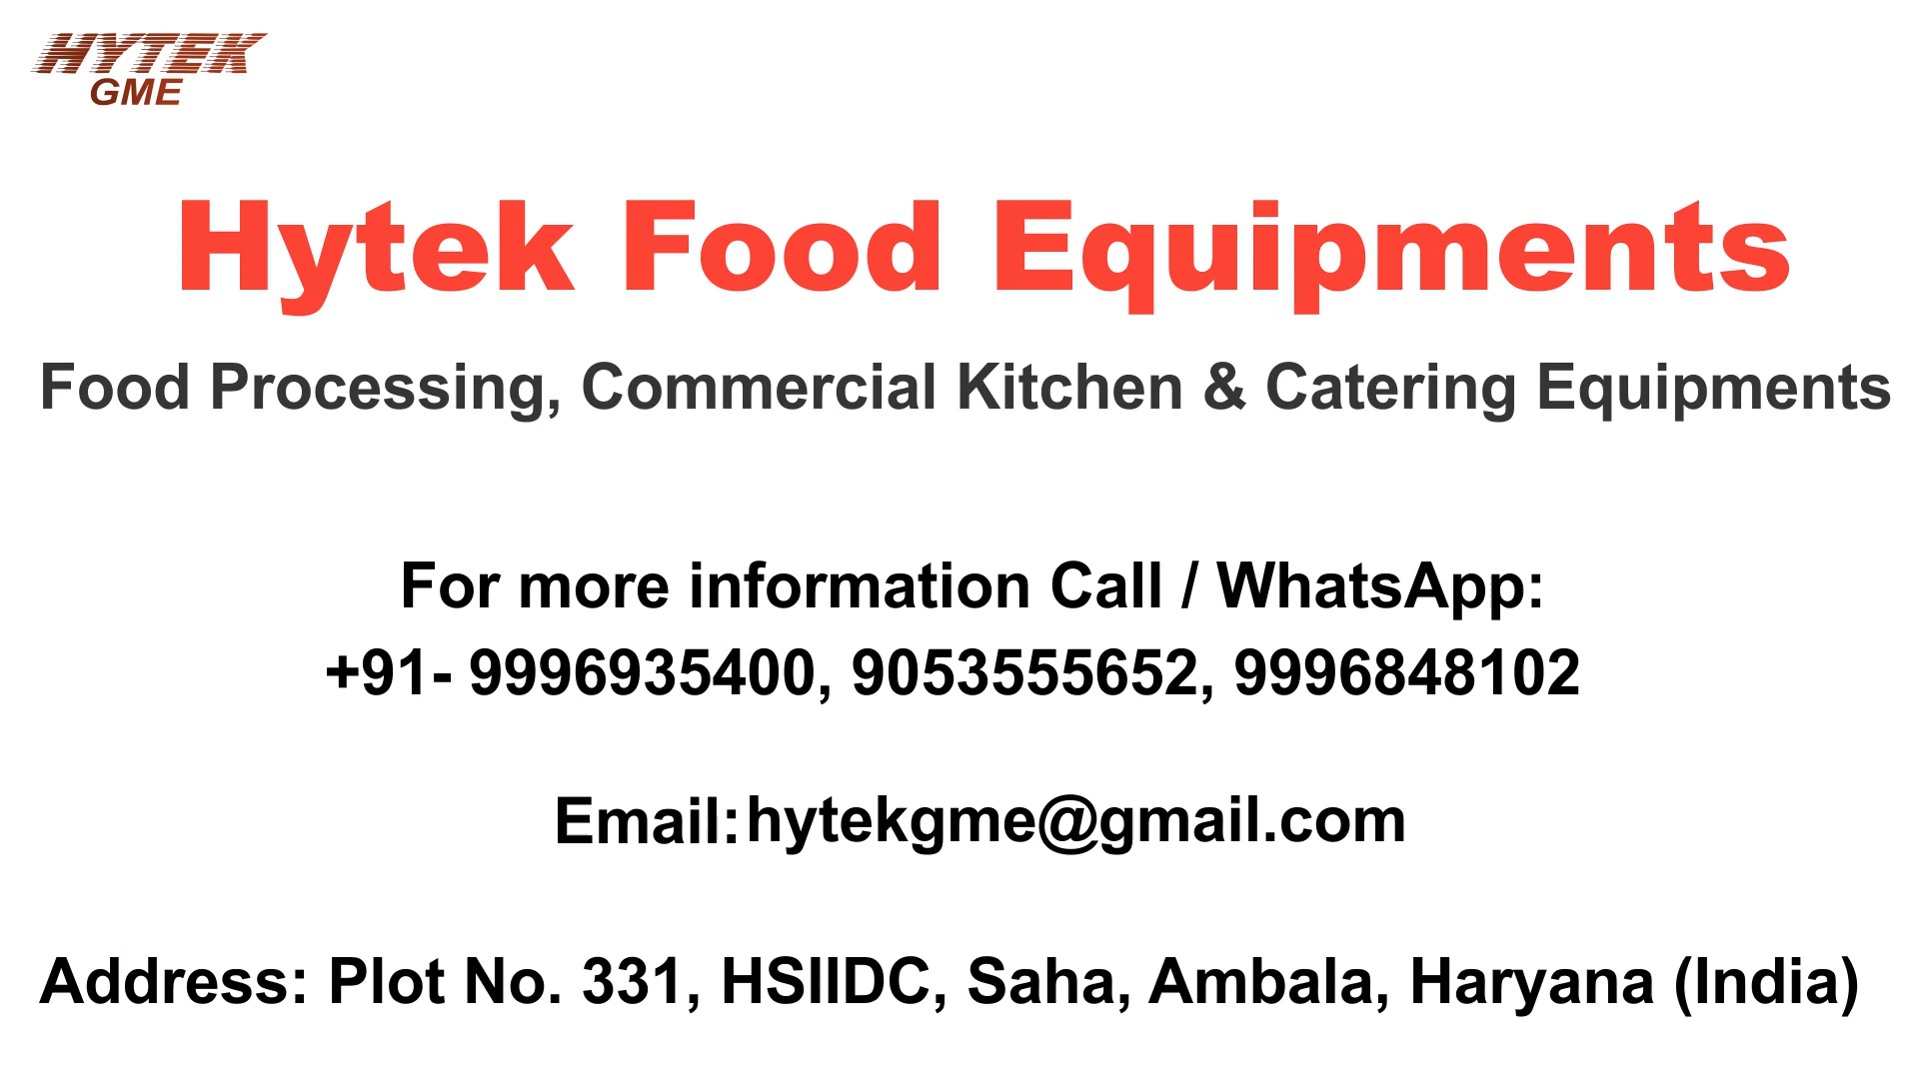 HYTEK
GME
Hytek Food Equipments
Food Processing, Commercial Kitchen & Catering Equipments
For more information Call / WhatsApp:
+91- 9996935400, 9053555652, 9996848102
Email: hytekgme@gmail.com
Address: Plot No. 331, HSIIDC, Saha, Ambala, Haryana (India)